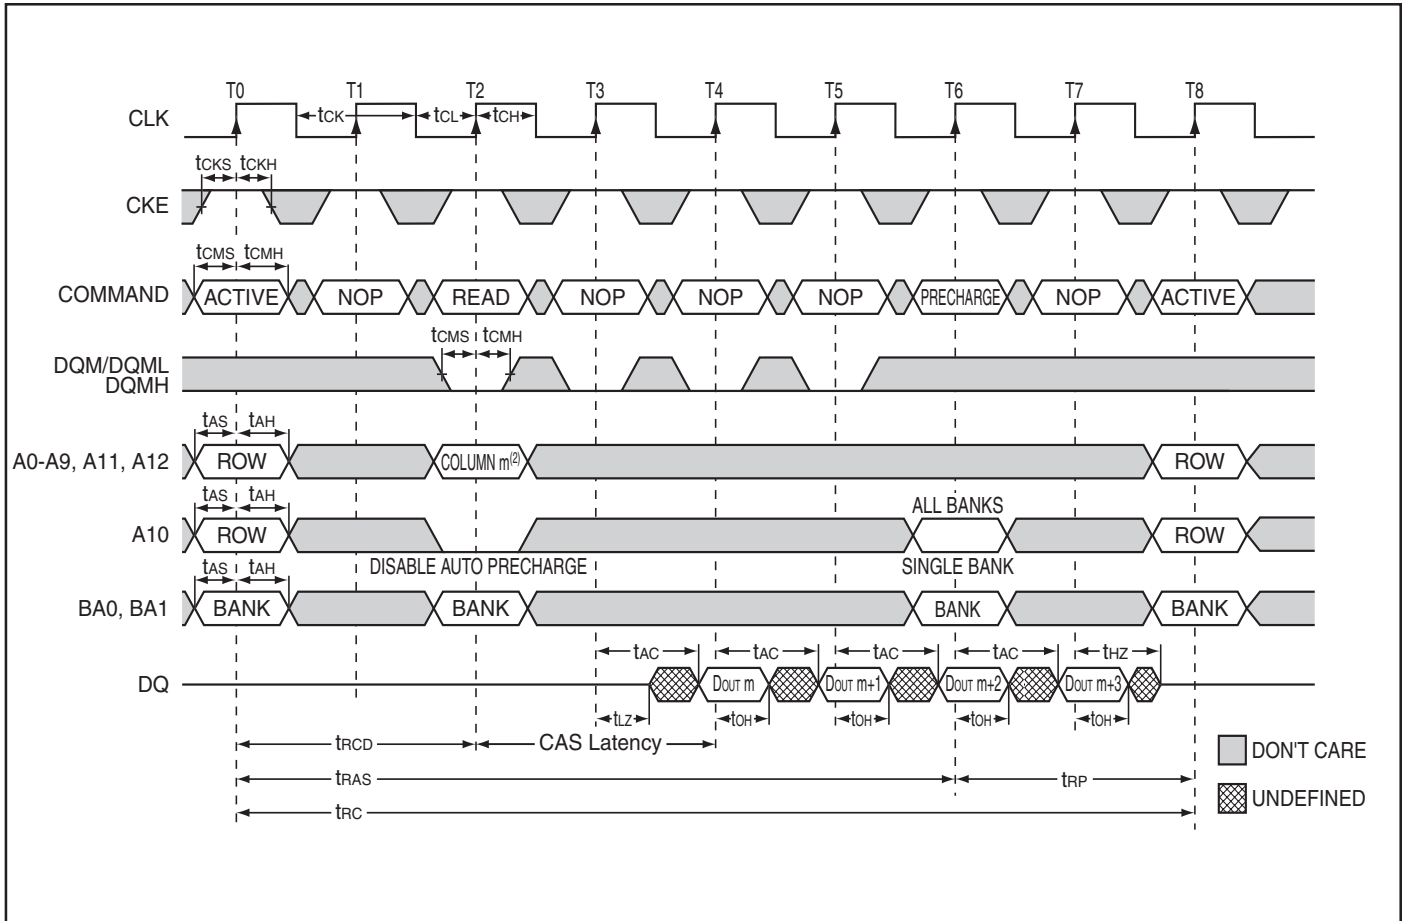 T0 T1 T2 T3 T4 T5 T6 T7 T8
CLK tCK tCL tCH
tCKS tCKH
CKE
tCMS tCMH
COMMAND ACTIVE NOP READ NOP NOP NOP PRECHARGE NOP ACTIVE
tCMS tCMH
DQM/DQML
DQMH
tAS tAH
A0-A9, A11, A12 ROW COLUMN m(2) ROW
tAS tAH ALL BANKS
A10 ROW ROW
DISABLE AUTO PRECHARGE SINGLE BANK
tAS tAH
BA0, BA1 BANK BANK BANK BANK
tAC tAC tAC tAC tHZ
DQ DOUT m DOUT m+1 DOUT m+2 DOUT m+3
tLZ tOH tOH tOH tOH
tRCD CAS Latency
DON'T CARE
tRAS tRP
UNDEFINED
tRC